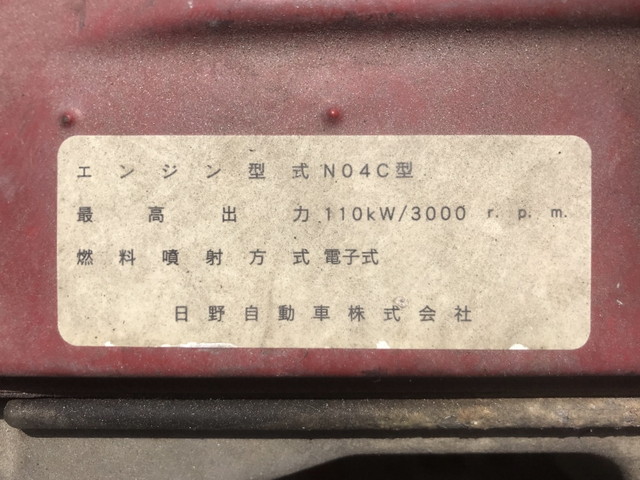 エンジン型式 N04C型
最高出力 110kW/3000 r.p.m.
燃料噴射方式 電子式
日野自動車株式会社